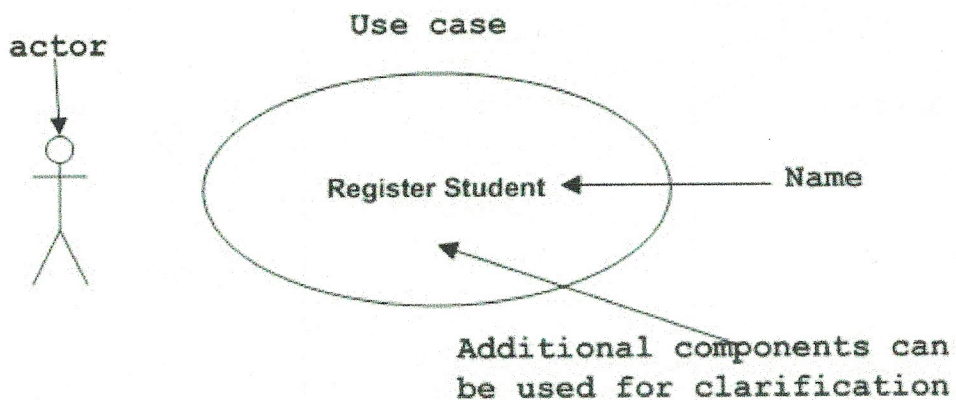 Use case
actor
Register Student
Name
Additional components can
be used for clarification